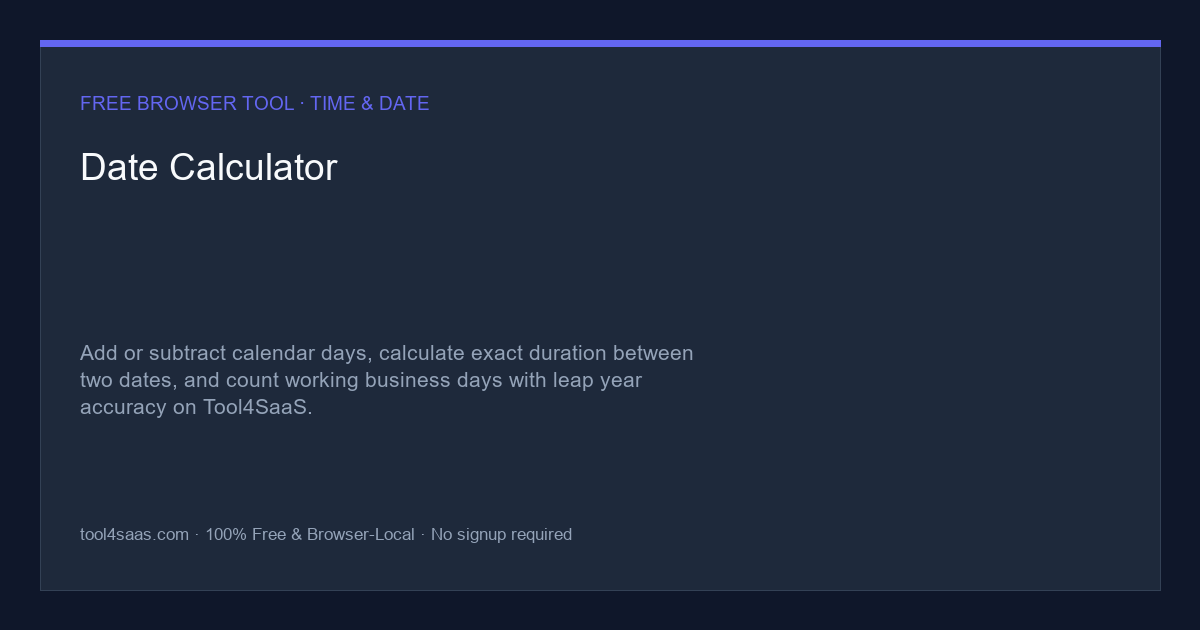 FREE BROWSER TOOL · TIME & DATE
Date Calculator
Add or subtract calendar days, calculate exact duration between
two dates, and count working business days with leap year
accuracy on Tool4SaaS.
tool4saas.com · 100% Free & Browser-Local · No signup required